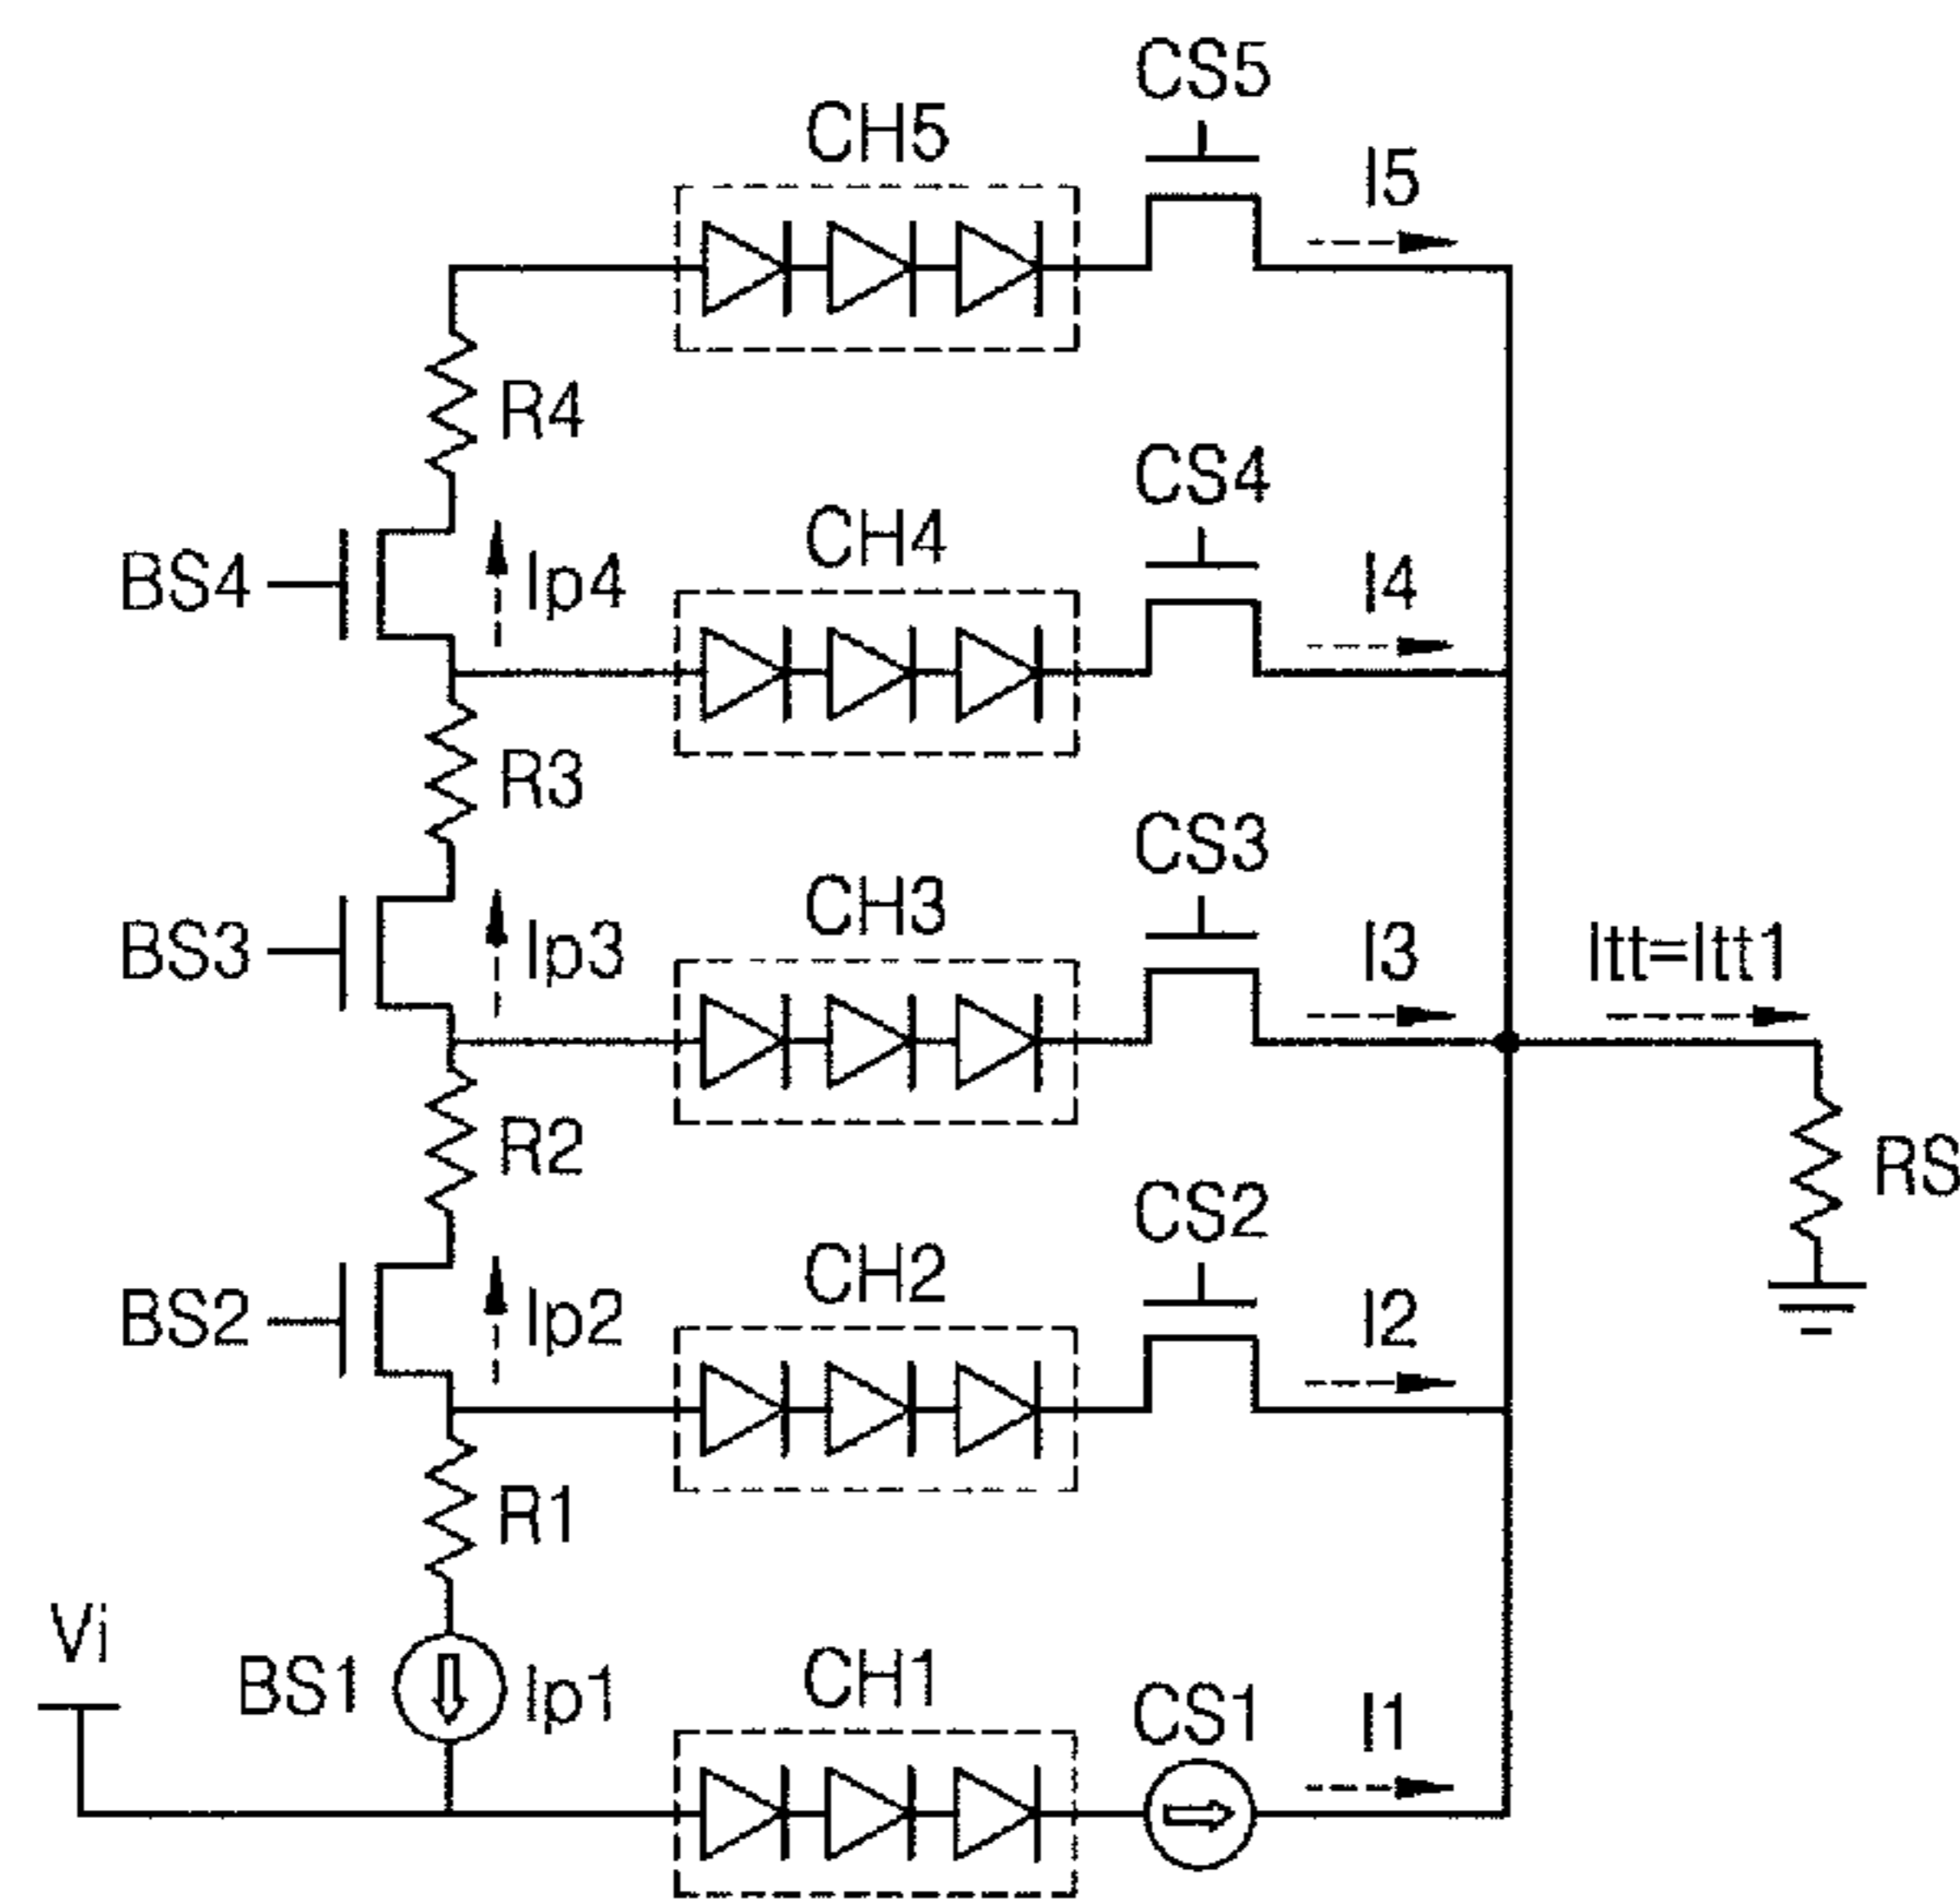 CS5
CH5
I5
R4
CS4
CH4
BS4
Ip4
I4
R3
CS3
CH3
BS3
Ip3
I3
Itt=Itt1
R2
RS
CS2
CH2
BS2
Ip2
I2
R1
Vi
BS1
Ip1
CH1
CS1
I1